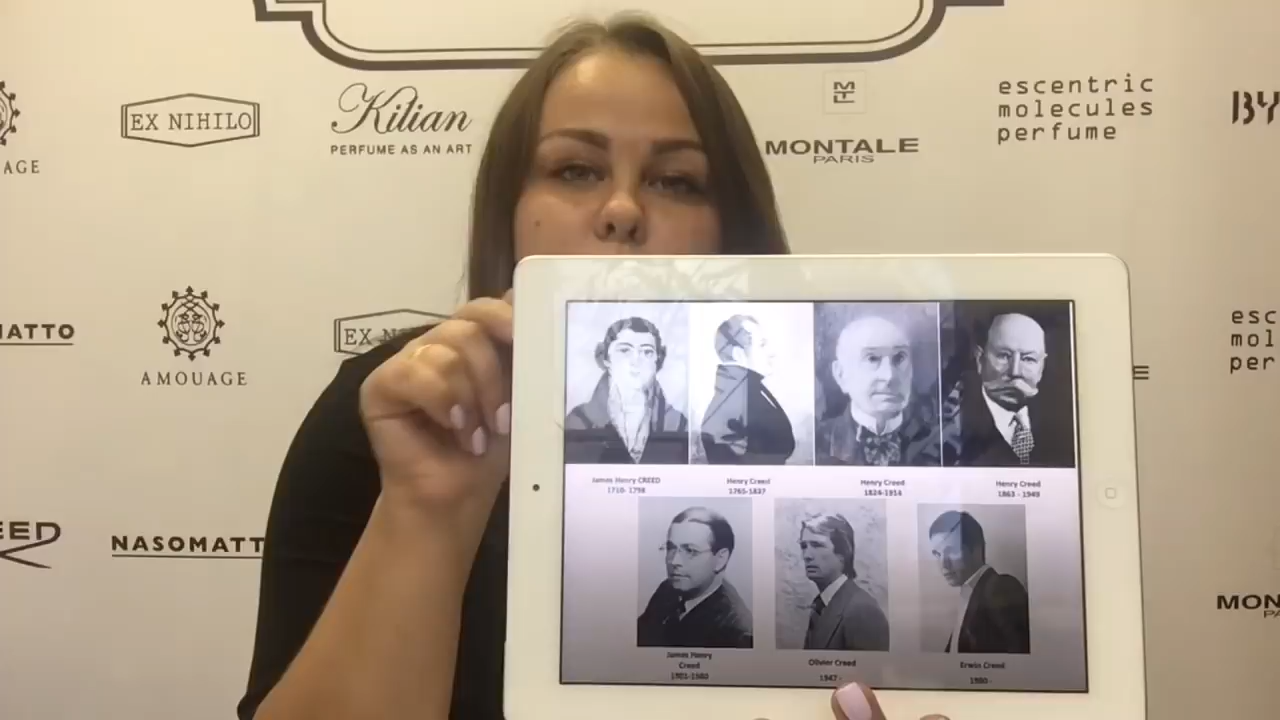 EX NIHILO
Kilian
PERFUME AS AN ART
MTL
MONTALE
PARIS
escentric
molecules
perfume
BY
AGE
MATTO
AMOUAGE
EX N
esc
mol
per
E
EED
NASOMATT
MON
PA
James Henry CREED
1710- 1798
Henry Creed
1765-1837
Henry Creed
1824-1914
Henry Creed
1863 - 1949
James Henry
Creed
Olivier Creed
1947 -
Erwin Creed
1980 -